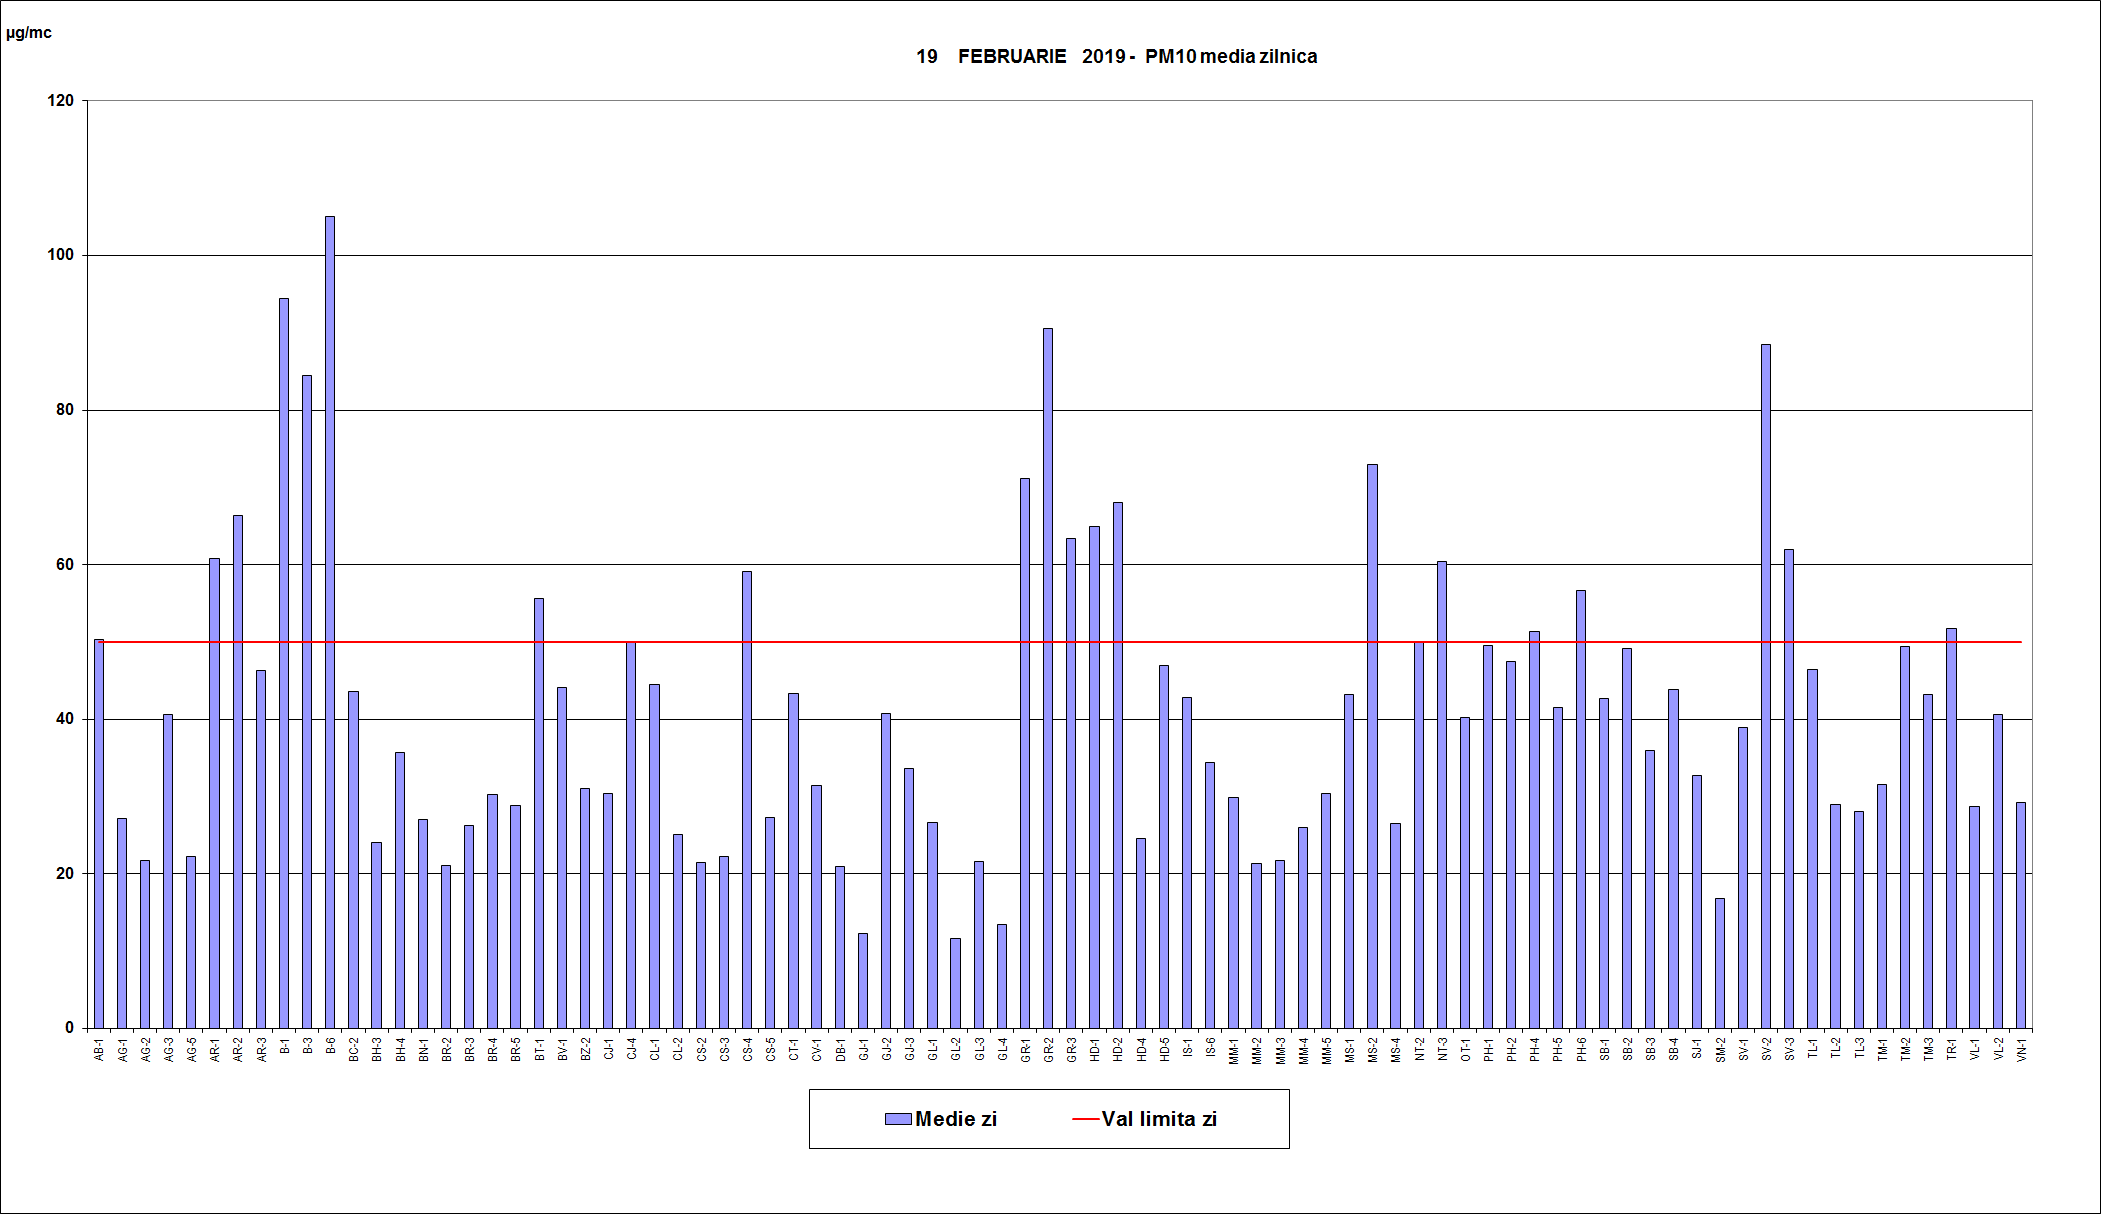 µg/mc
19 FEBRUARIE 2019 - PM10 media zilnica
120
100
80
60
40
20
0
AB-1 AG-1 AG-2 AG-3 AG-5 AR-1 AR-2 AR-3 B-1 B-3 B-6 BC-2 BH-3 BH-4 BN-1 BR-2 BR-3 BR-4 BR-5 BT-1 BV-1 BZ-2 CJ-1 CJ-4 CL-1 CL-2 CS-2 CS-3 CS-4 CS-5 CT-1 CV-1 DB-1 GJ-1 GJ-2 GJ-3 GL-1 GL-2 GL-3 GL-4 GR-1 GR-2 GR-3 HD-1 HD-2 HD-4 HD-5 IS-1 IS-6 MM-1 MM-2 MM-3 MM-4 MM-5 MS-1 MS-2 MS-4 NT-2 NT-3 OT-1 PH-1 PH-2 PH-4 PH-5 PH-6 SB-1 SB-2 SB-3 SB-4 SJ-1 SM-2 SV-1 SV-2 SV-3 TL-1 TL-2 TL-3 TM-1 TM-2 TM-3 TR-1 VL-1 VL-2 VN-1
Medie zi Val limita zi